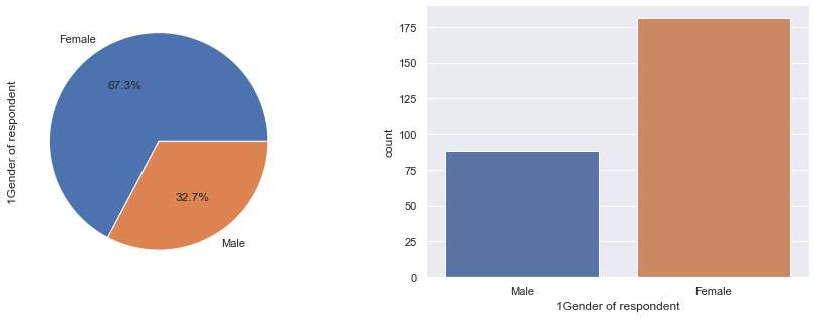 Female
67.3%
1Gender of respondent
32.7%
Male
175
150
125
100
75
50
25
0
count
Male
Female
1Gender of respondent